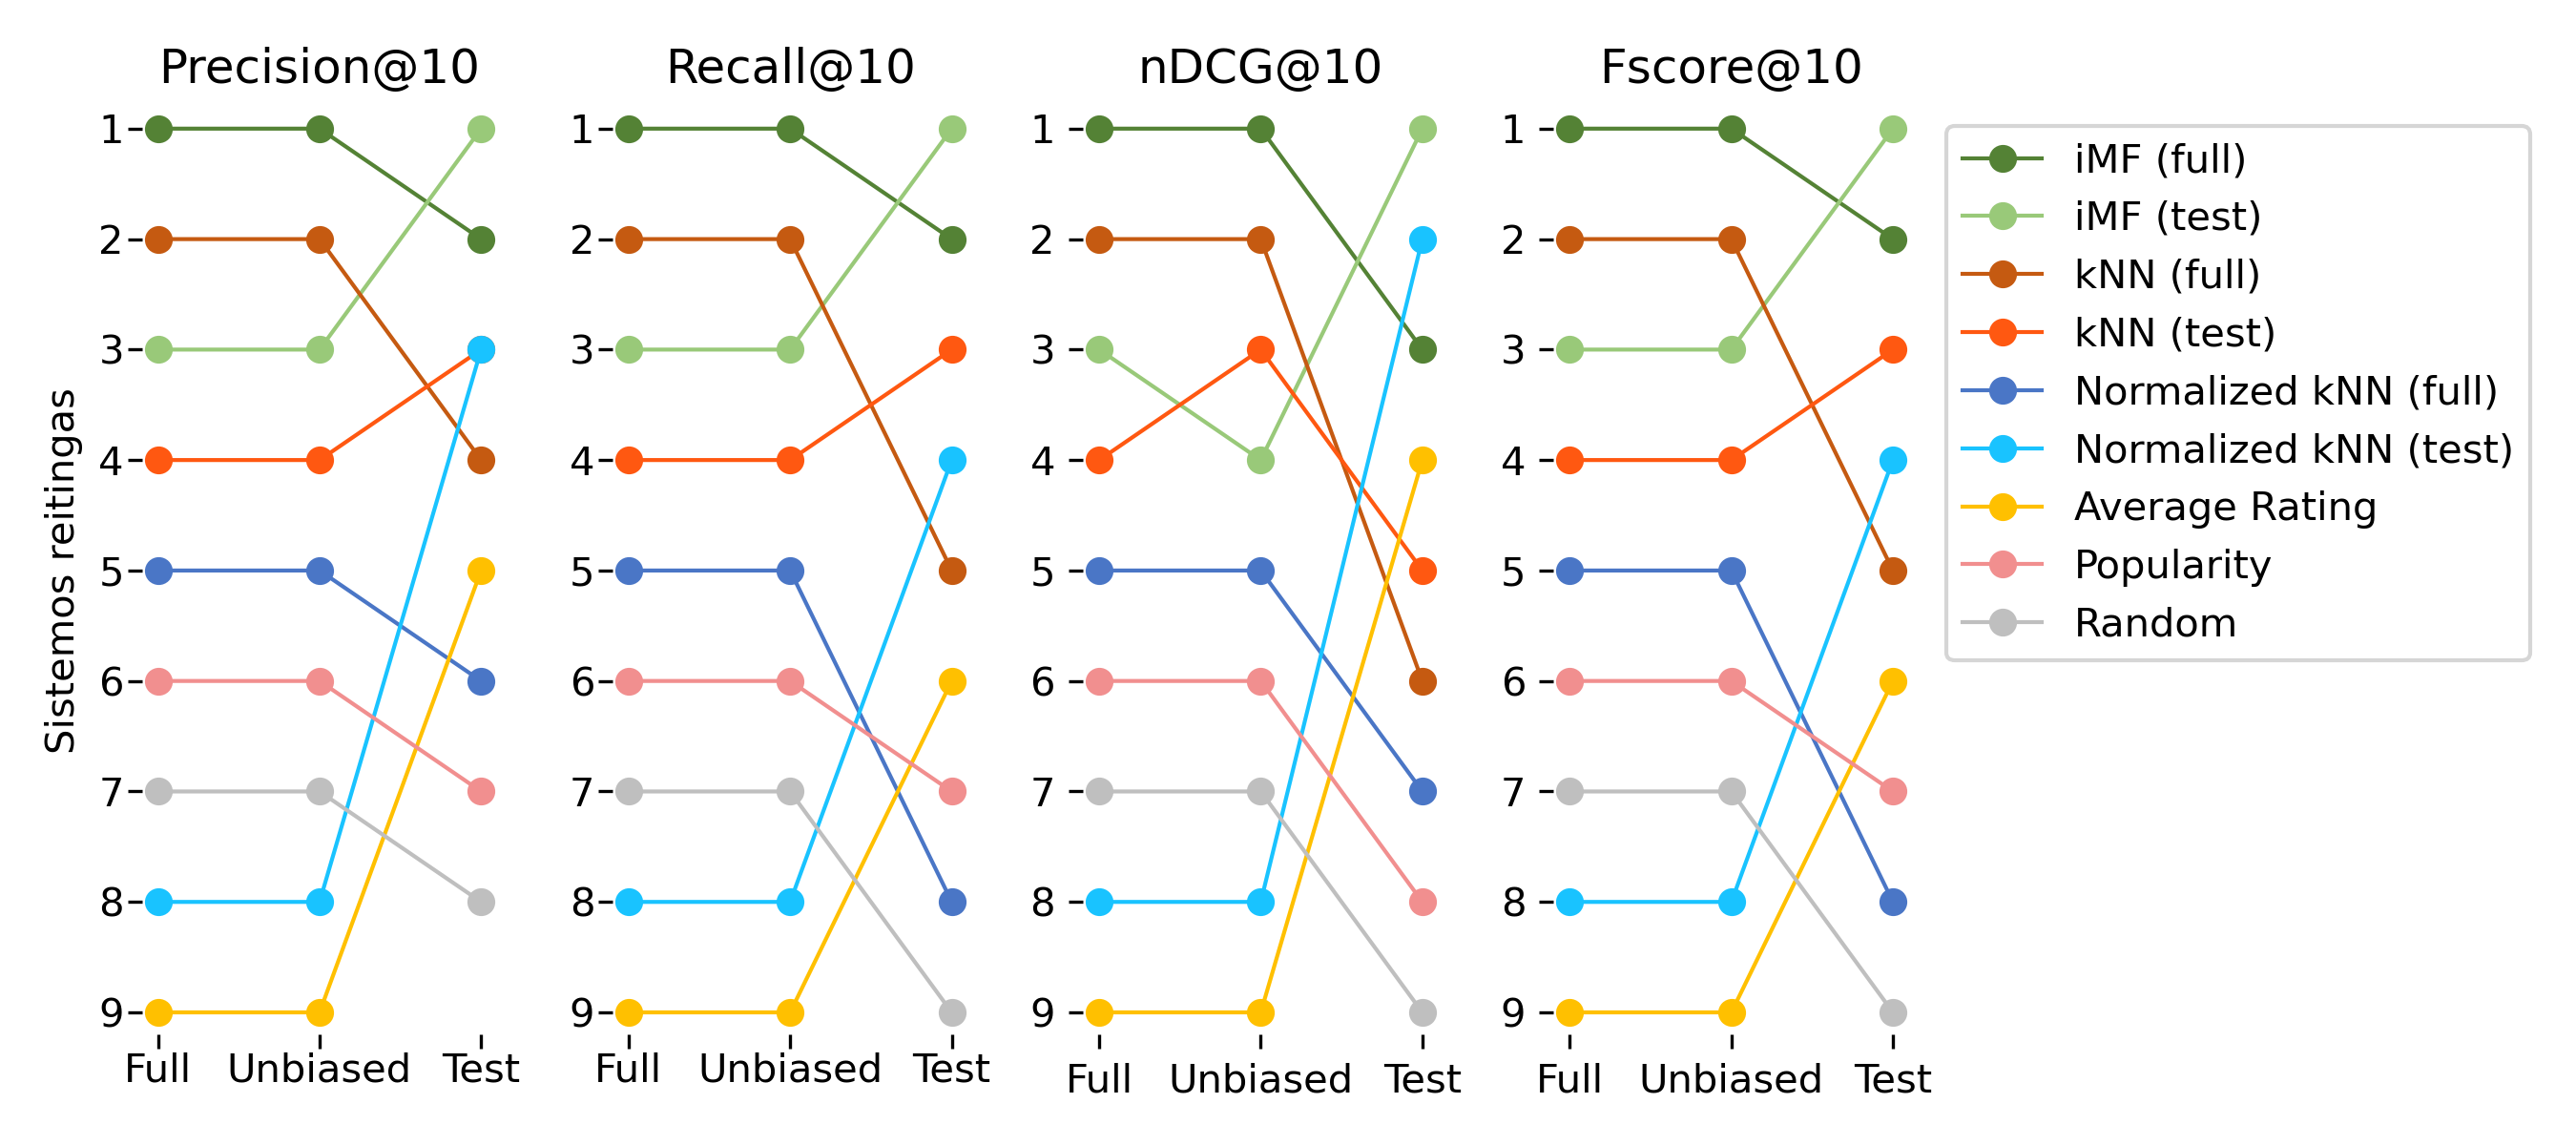 Precision@10
Recall@10
nDCG@10
Fscore@10
Sistemos reitingas
1
2
3
4
5
6
7
8
9
Full Unbiased Test
1
2
3
4
5
6
7
8
9
Full Unbiased Test
1
2
3
4
5
6
7
8
9
Full Unbiased Test
1
2
3
4
5
6
7
8
9
Full Unbiased Test
iMF (full)
iMF (test)
kNN (full)
kNN (test)
Normalized kNN (full)
Normalized kNN (test)
Average Rating
Popularity
Random